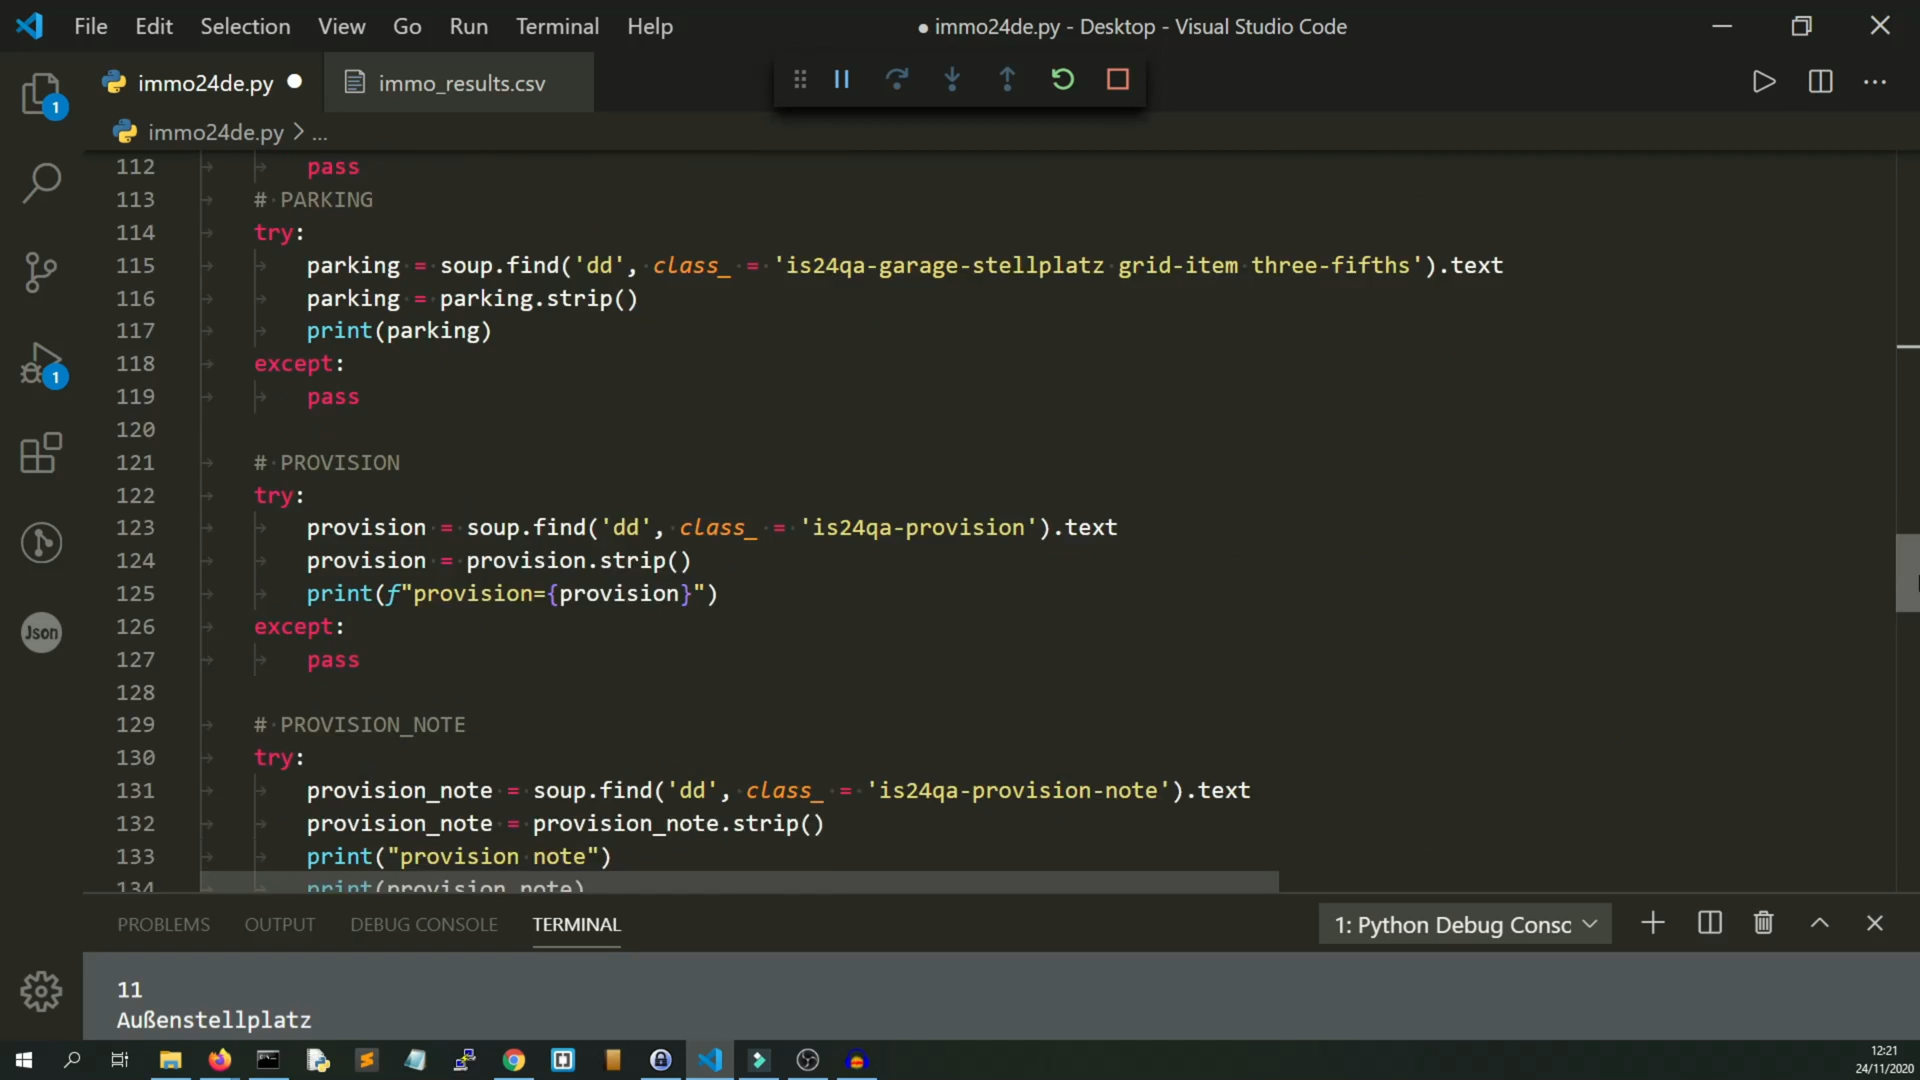 File Edit Selection View Go Run Terminal Help
● immo24de.py - Desktop - Visual Studio Code
immo24de.py ●
immo_results.csv
1
immo24de.py > ...
112 pass
113 # PARKING
114 try:
115 parking = soup.find('dd', class_ = 'is24qa-garage-stellplatz grid-item three-fifths').text
116 parking = parking.strip()
117 print(parking)
118 except:
119 pass
120
121 # PROVISION
122 try:
123 provision = soup.find('dd', class_ = 'is24qa-provision').text
124 provision = provision.strip()
125 print(f"provision={provision}")
126 except:
127 pass
128
129 # PROVISION_NOTE
130 try:
131 provision_note = soup.find('dd', class_ = 'is24qa-provision-note').text
132 provision_note = provision_note.strip()
133 print("provision note")
134 print(provision_note)
1
Json
PROBLEMS OUTPUT DEBUG CONSOLE TERMINAL
1: Python Debug Consc
11
Außenstellplatz
12:21
24/11/2020